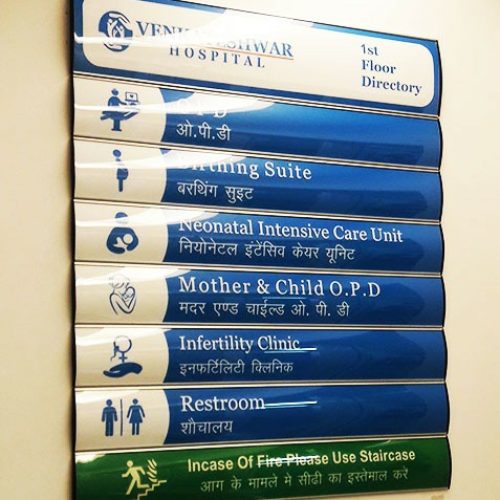 VENKATESHWAR
HOSPITAL
1st
Floor
Directory
ओ.पी.डी
Birthing Suite
बरथिंग सुइट
Neonatal Intensive Care Unit
नियोनेटल इंटेंसिव केयर यूनिट
Mother & Child O.P.D
मदर एण्ड चाईल्ड ओ. पी. डी
Infertility Clinic
इनफर्टिलिटी क्लिनिक
Restroom
शौचालय
Incase Of Fire Please Use Staircase
आग के मामले मे सीढी का इस्तेमाल करे